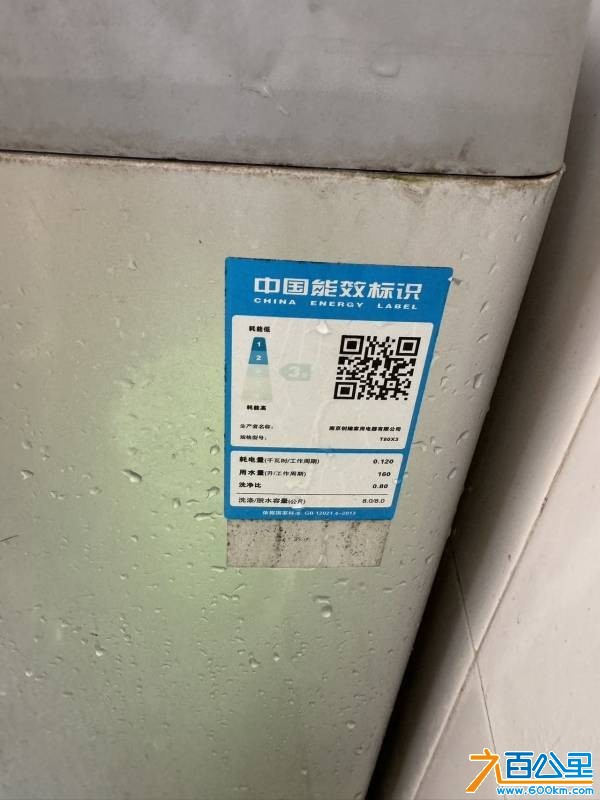 中国能效标识
CHINA ENERGY LABEL
耗能低
1
2
3
耗能高
生产者名称: 南京创维家用电器有限公司
规格型号: T80X3
耗电量(千瓦时/工作周期) 0.120
用水量(升/工作周期) 160
洗净比 0.80
洗涤/脱水容量(公斤) 8.0/8.0
依据国家标准 GB 12021.4-2013
六百公里
www.600km.com